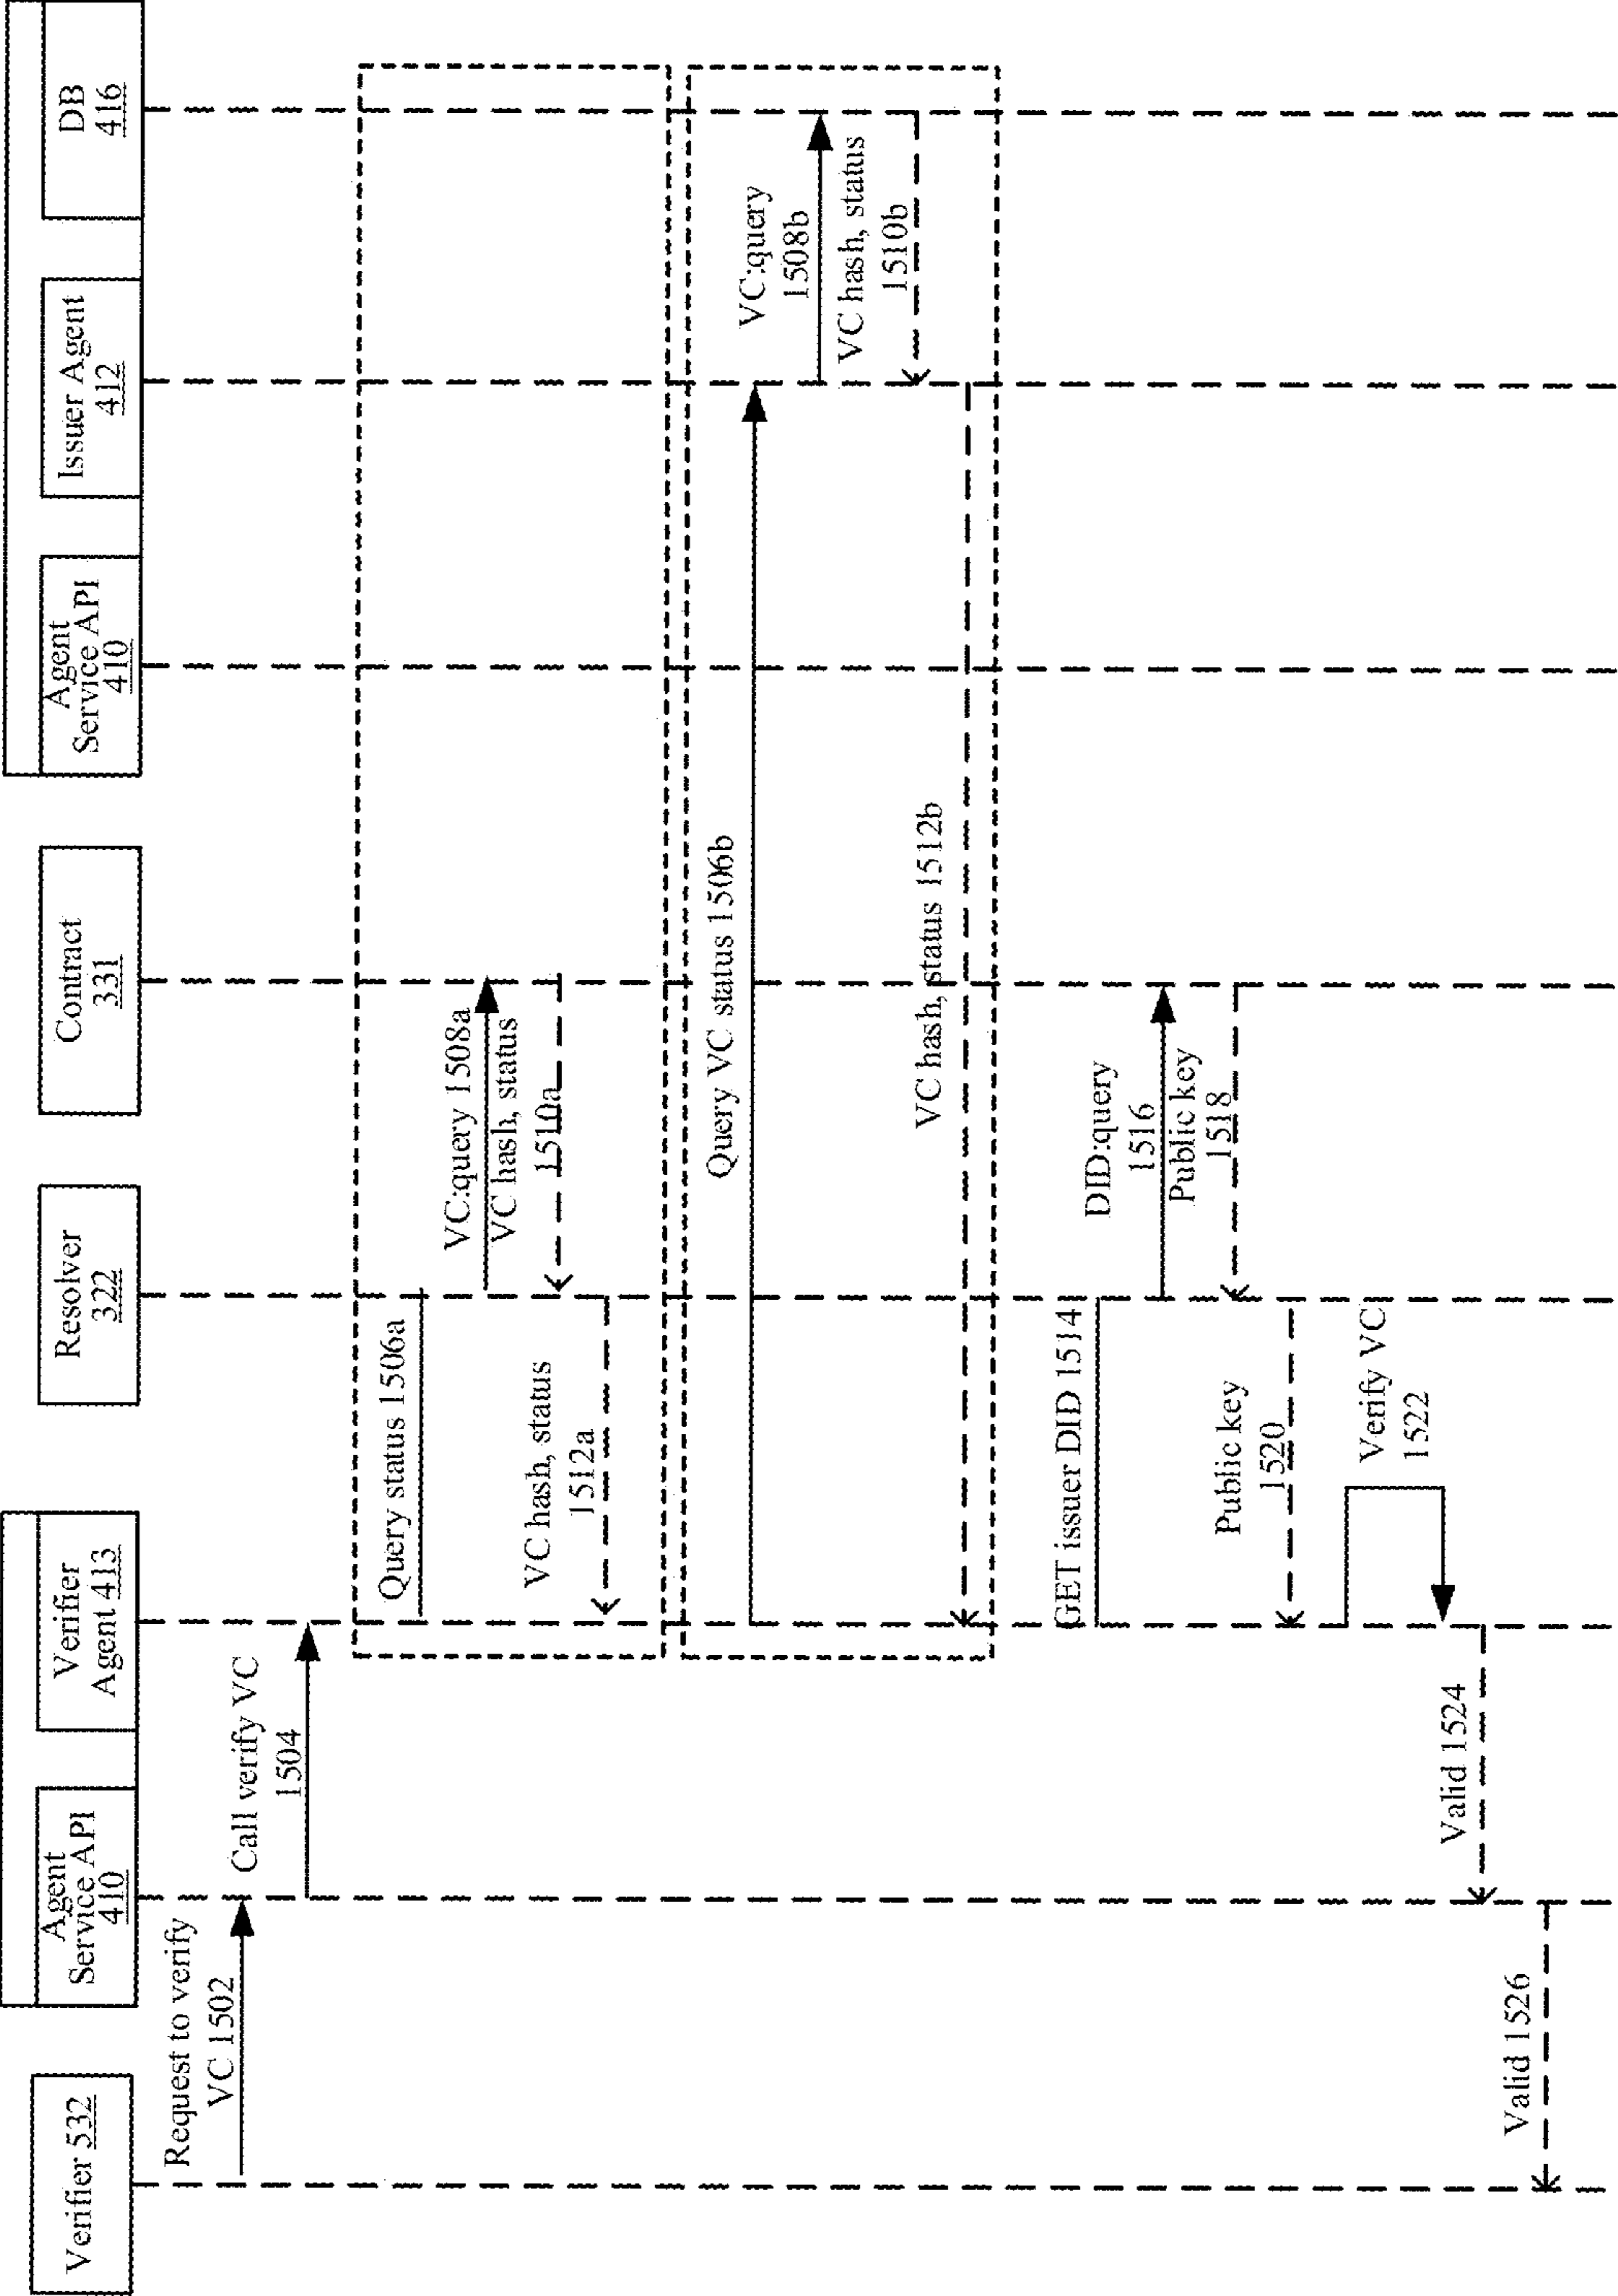 Verifier 532
Agent
Service API
410
Verifier
Agent 413
Resolver
322
Contract
331
Agent
Service API
410
Issuer Agent
412
DB
416
Request to verify
VC 1502
Call verify VC
1504
Query status 1506a
VC:query 1508a
VC hash, status
1510a
VC hash, status
1512a
Query VC status 1506b
VC:query
1508b
VC hash, status
1510b
VC hash, status 1512b
GET issuer DID 1514
DID:query
1516
Public key
1518
Public key
1520
Verify VC
1522
Valid 1524
Valid 1526